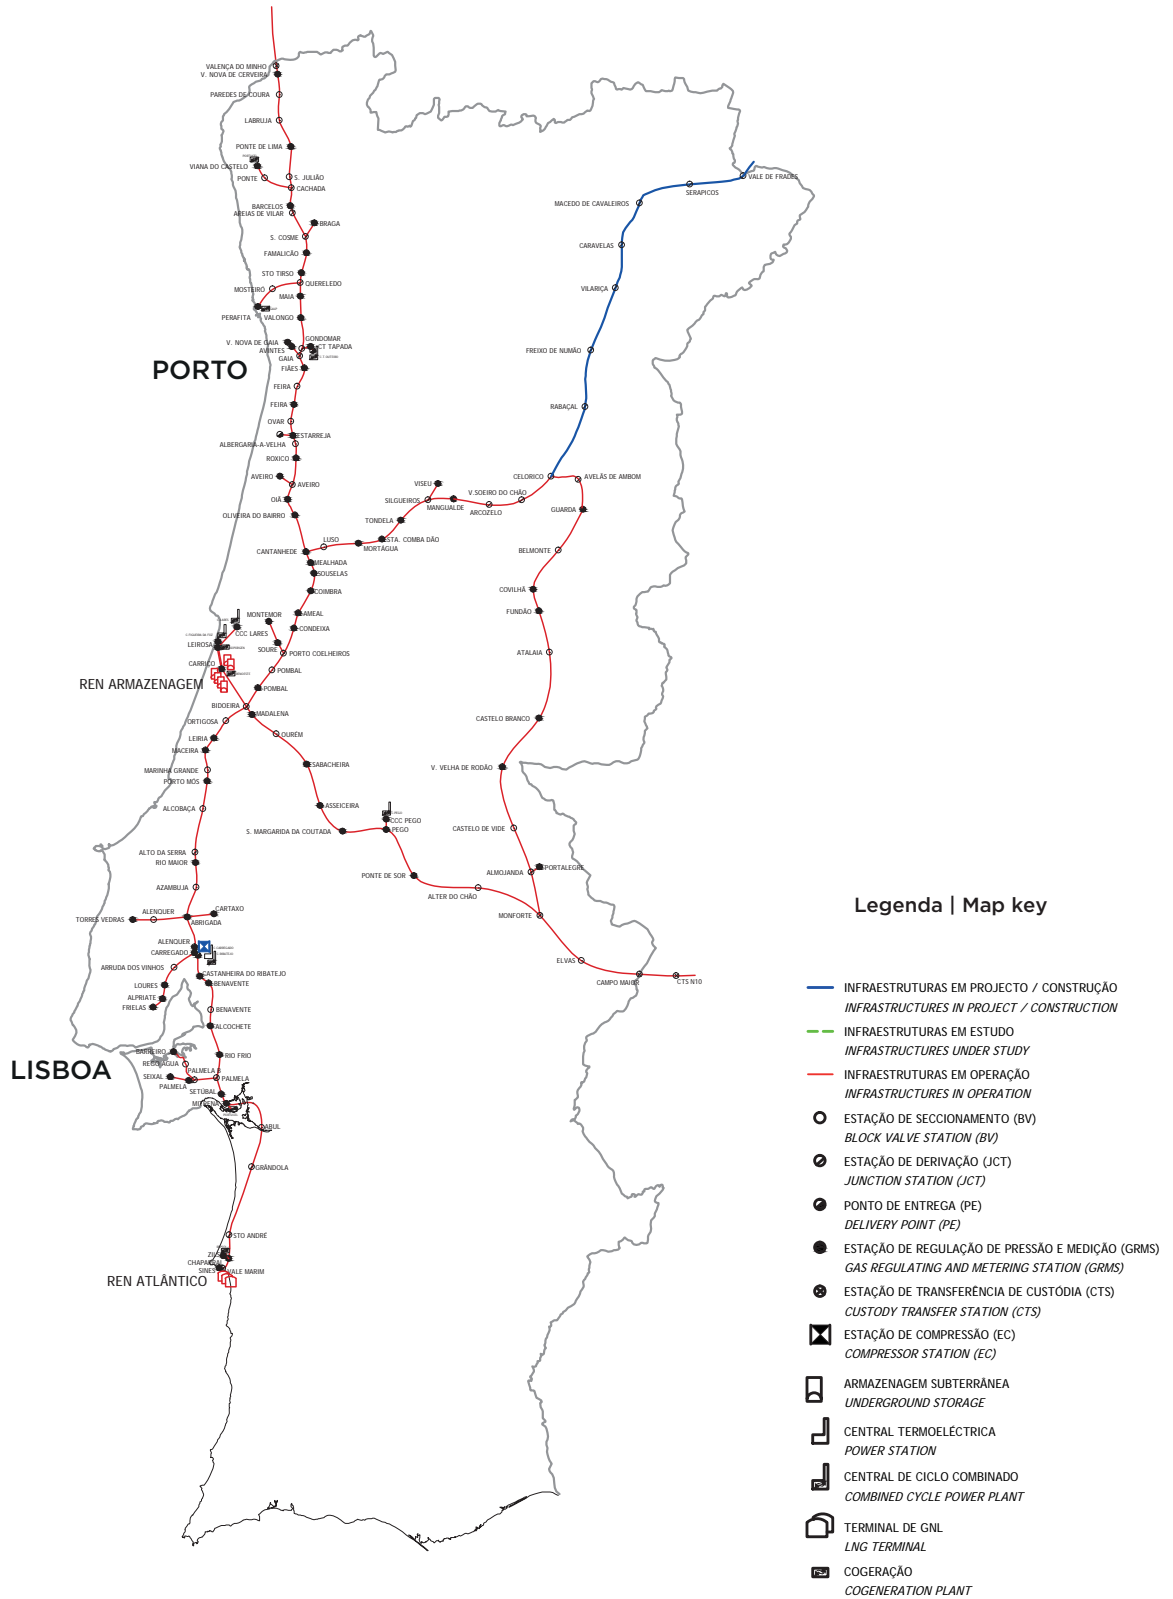 VALENÇA DO MINHO
V. NOVA DE CERVEIRA
PAREDES DE COURA
LABRUJA
PONTE DE LIMA
VIANA DO CASTELO
PONTE
S. JULIÃO
CACHADA
BARCELOS
AREIAS DE VILAR
BRAGA
S. COSME
FAMALICÃO
STO TIRSO
QUERELEDO
MOSTEIRÓ
MAIA
PERAFITA
VALONGO
V. NOVA DE GAIA
GONDOMAR
AVINTES
CT TAPADA
GAIA
PORTO
FIÃES
FEIRA
FEIRA
OVAR
ESTARREJA
ALBERGARIA-A-VELHA
ROXICO
AVEIRO
AVEIRO
OIÃ
OLIVEIRA DO BAIRRO
VALE DE FRADES
SERAPICOS
MACEDO DE CAVALEIROS
CARAVELAS
VILARIÇA
FREIXO DE NUMÃO
RABAÇAL
CELORICO
AVELÃS DE AMBOM
VISEU
V.SOEIRO DO CHÃO
SILGUEIROS
MANGUALDE
ARCOZELO
GUARDA
TONDELA
STA. COMBA DÃO
LUSO
MORTÁGUA
CANTANHEDE
MEALHADA
SOUSELAS
COIMBRA
BELMONTE
COVILHÃ
FUNDÃO
ATALAIA
AMEAL
MONTEMOR
CONDEIXA
CCC LARES
LEIROSA
SOURE
PORTO COELHEIROS
CARRIÇO
POMBAL
REN ARMAZENAGEM
POMBAL
BIDOEIRA
MADALENA
ORTIGOSA
OURÉM
LEIRIA
MACEIRA
SABACHEIRA
MARINHA GRANDE
PORTO MÓS
ALCOBAÇA
ASSEICEIRA
CASTELO BRANCO
V. VELHA DE RODÃO
CCC PEGO
PEGO
S. MARGARIDA DA COUTADA
CASTELO DE VIDE
ALTO DA SERRA
RIO MAIOR
PORTALEGRE
ALMOJANDA
PONTE DE SOR
AZAMBUJA
ALTER DO CHÃO
CARTAXO
ALENQUER
TORRES VEDRAS
ABRIGADA
MONFORTE
ALENQUER
CARREGADO
ARRUDA DOS VINHOS
ELVAS
CASTANHEIRA DO RIBATEJO
CAMPO MAIOR
CTS N10
BENAVENTE
LOURES
ALPRIATE
FRIELAS
BENAVENTE
ALCOCHETE
LISBOA
BARREIRO
RIO FRIO
REGO ÁGUA
PALMELA B
SEIXAL
PALMELA
PALMELA
SETÚBAL
MITRENA
ABUL
GRÂNDOLA
STO ANDRÉ
ZILS
CHAPARRAL
SINES
VALE MARIM
REN ATLÂNTICO
Legenda | Map key
INFRAESTRUTURAS EM PROJECTO / CONSTRUÇÃO
INFRASTRUCTURES IN PROJECT / CONSTRUCTION
INFRAESTRUTURAS EM ESTUDO
INFRASTRUCTURES UNDER STUDY
INFRAESTRUTURAS EM OPERAÇÃO
INFRASTRUCTURES IN OPERATION
ESTAÇÃO DE SECCIONAMENTO (BV)
BLOCK VALVE STATION (BV)
ESTAÇÃO DE DERIVAÇÃO (JCT)
JUNCTION STATION (JCT)
PONTO DE ENTREGA (PE)
DELIVERY POINT (PE)
ESTAÇÃO DE REGULAÇÃO DE PRESSÃO E MEDIÇÃO (GRMS)
GAS REGULATING AND METERING STATION (GRMS)
ESTAÇÃO DE TRANSFERÊNCIA DE CUSTÓDIA (CTS)
CUSTODY TRANSFER STATION (CTS)
ESTAÇÃO DE COMPRESSÃO (EC)
COMPRESSOR STATION (EC)
ARMAZENAGEM SUBTERRÂNEA
UNDERGROUND STORAGE
CENTRAL TERMOELÉCTRICA
POWER STATION
CENTRAL DE CICLO COMBINADO
COMBINED CYCLE POWER PLANT
TERMINAL DE GNL
LNG TERMINAL
COGERAÇÃO
COGENERATION PLANT